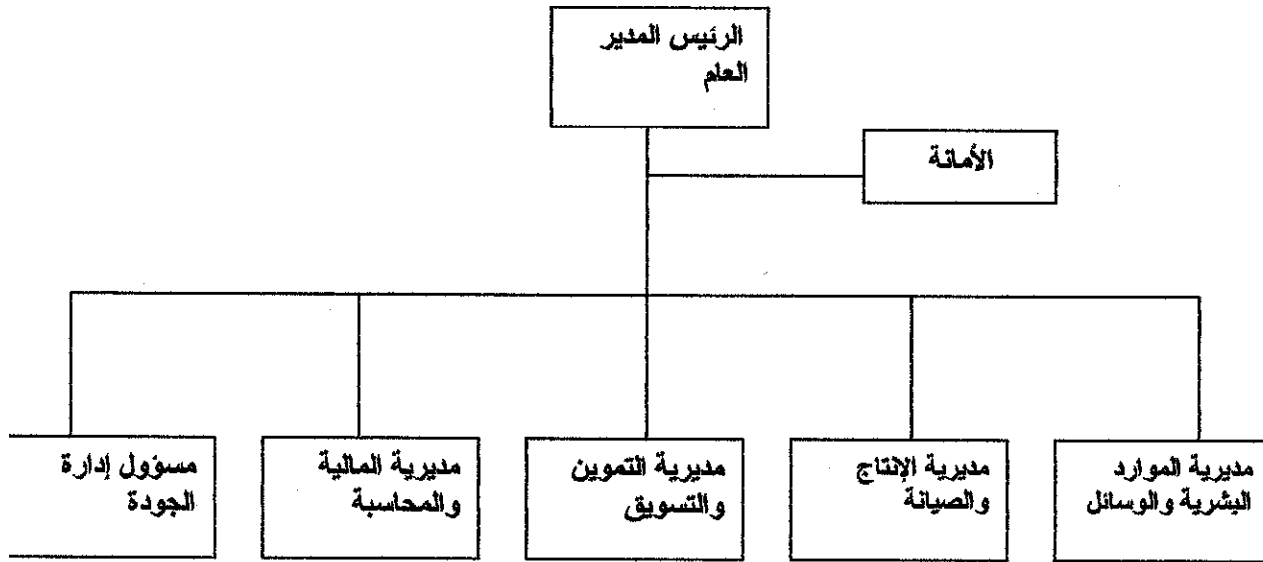 الرئيس المدير
العام
الأمانة
مديرية الموارد
البشرية والوسائل
مديرية الإنتاج
والصيانة
مديرية التموين
والتسويق
مديرية المالية
والمحاسبة
مسؤول إدارة
الجودة